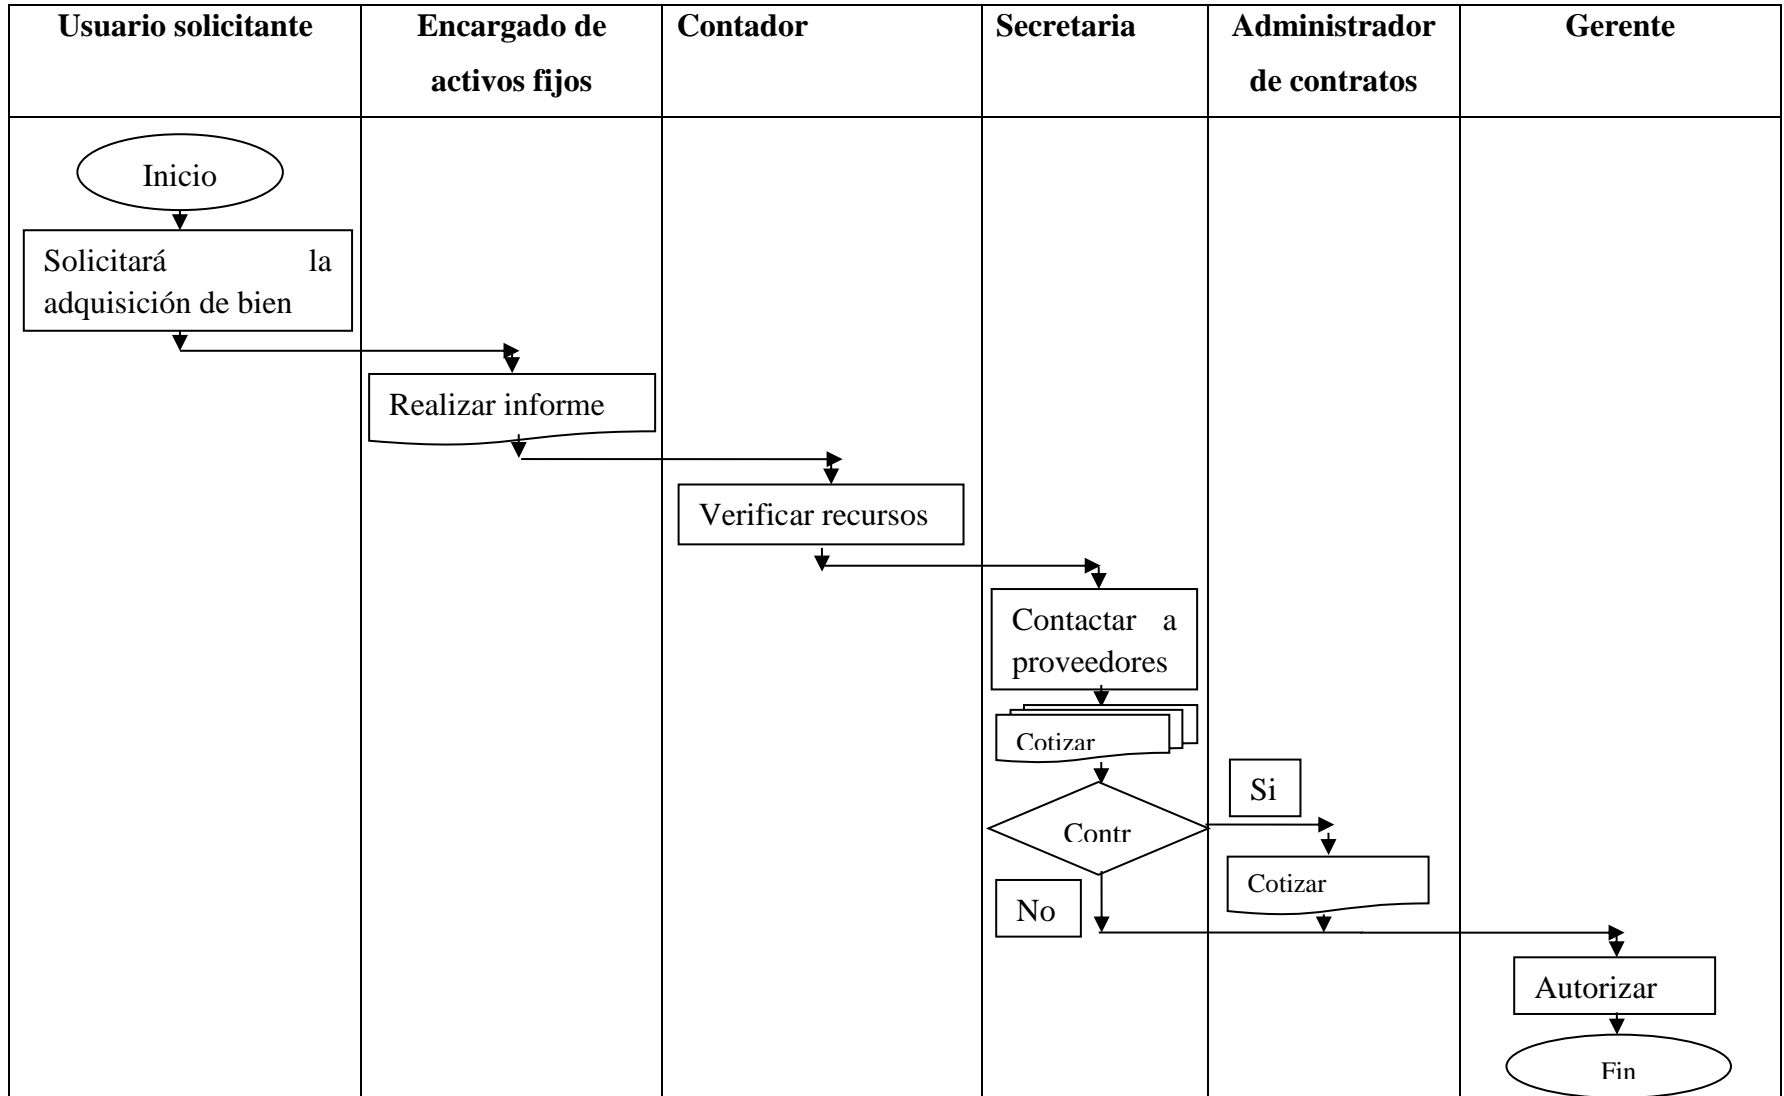 Usuario solicitante
Encargado de
activos fijos
Contador
Secretaria
Administrador
de contratos
Gerente
Inicio
Solicitará la
adquisición de bien
Realizar informe
Verificar recursos
Contactar a
proveedores
Cotizar
Si
Contr
Cotizar
No
Autorizar
Fin